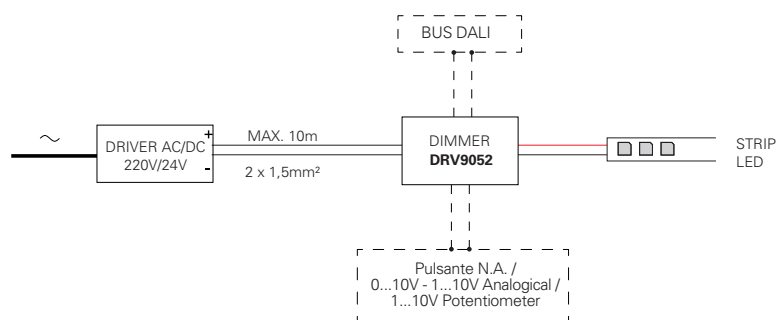 BUS DALI
~
DRIVER AC/DC
220V/24V
+
-
MAX. 10m
2 x 1,5mm²
DIMMER
DRV9052
STRIP
LED
Pulsante N.A. /
0...10V - 1...10V Analogical /
1...10V Potentiometer